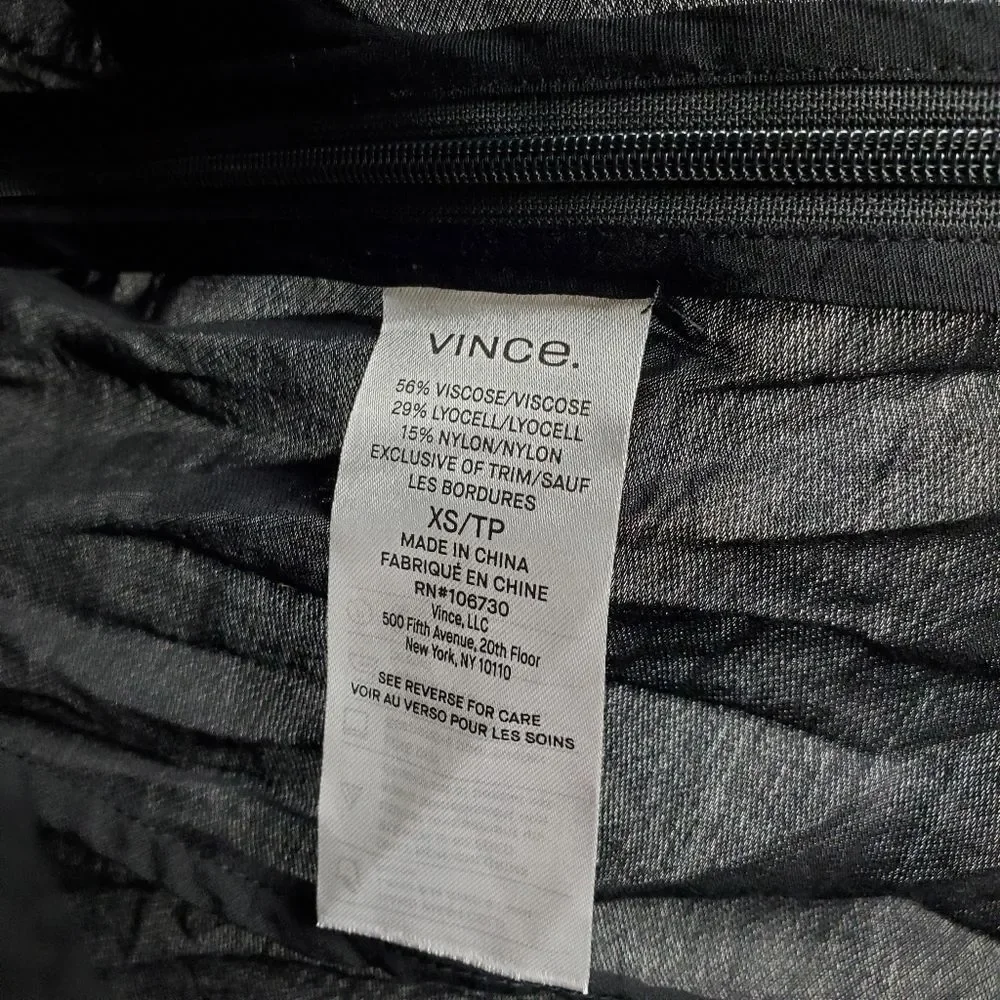 VINCe.
56% VISCOSE/VISCOSE
29% LYOCELL/LYOCELL
15% NYLON/NYLON
EXCLUSIVE OF TRIM/SAUF
LES BORDURES
XS/TP
MADE IN CHINA
FABRIQUÉ EN CHINE
RN#106730
Vince, LLC
500 Fifth Avenue, 20th Floor
New York, NY 10110
SEE REVERSE FOR CARE
VOIR AU VERSO POUR LES SOINS